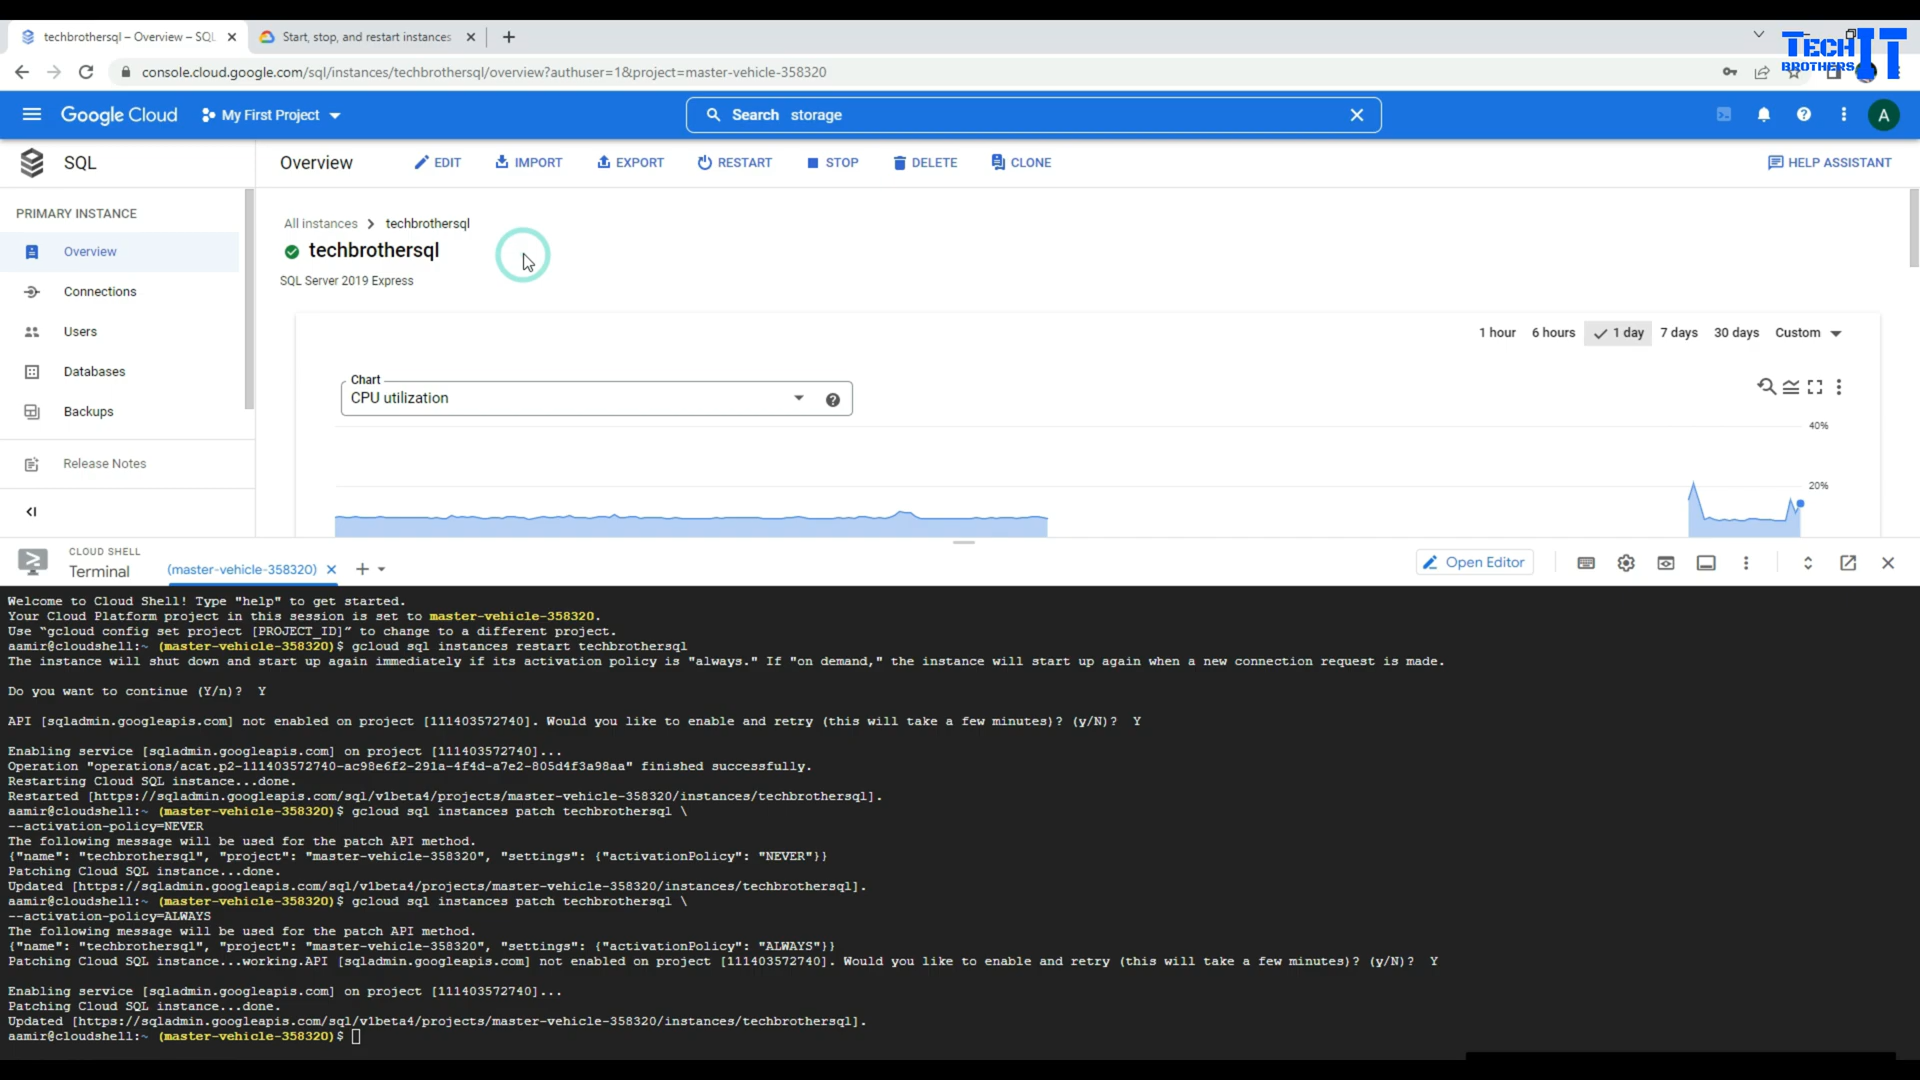 techbrothersql – Overview – SQL
Start, stop, and restart instances
TECH IT
BROTHERS
console.cloud.google.com/sql/instances/techbrothersql/overview?authuser=1&project=master-vehicle-358320
Google Cloud
My First Project
Search storage
A
SQL
Overview
EDIT
IMPORT
EXPORT
RESTART
STOP
DELETE
CLONE
HELP ASSISTANT
PRIMARY INSTANCE
Overview
Connections
Users
Databases
Backups
Release Notes
All instances > techbrothersql
techbrothersql
SQL Server 2019 Express
1 hour 6 hours 1 day 7 days 30 days Custom
Chart
CPU utilization
40%
20%
CLOUD SHELL
Terminal
(master-vehicle-358320)
Open Editor
Welcome to Cloud Shell! Type "help" to get started.
Your Cloud Platform project in this session is set to master-vehicle-358320.
Use “gcloud config set project [PROJECT_ID]” to change to a different project.
aamir@cloudshell:~ (master-vehicle-358320)$ gcloud sql instances restart techbrothersql
The instance will shut down and start up again immediately if its activation policy is "always." If "on demand," the instance will start up again when a new connection request is made.
Do you want to continue (Y/n)? Y
API [sqladmin.googleapis.com] not enabled on project [111403572740]. Would you like to enable and retry (this will take a few minutes)? (y/N)? Y
Enabling service [sqladmin.googleapis.com] on project [111403572740]...
Operation "operations/acat.p2-111403572740-ac98e6f2-291a-4f4d-a7e2-805d4f3a98aa" finished successfully.
Restarting Cloud SQL instance...done.
Restarted [https://sqladmin.googleapis.com/sql/v1beta4/projects/master-vehicle-358320/instances/techbrothersql].
aamir@cloudshell:~ (master-vehicle-358320)$ gcloud sql instances patch techbrothersql \
--activation-policy=NEVER
The following message will be used for the patch API method.
{"name": "techbrothersql", "project": "master-vehicle-358320", "settings": {"activationPolicy": "NEVER"}}
Patching Cloud SQL instance...done.
Updated [https://sqladmin.googleapis.com/sql/v1beta4/projects/master-vehicle-358320/instances/techbrothersql].
aamir@cloudshell:~ (master-vehicle-358320)$ gcloud sql instances patch techbrothersql \
--activation-policy=ALWAYS
The following message will be used for the patch API method.
{"name": "techbrothersql", "project": "master-vehicle-358320", "settings": {"activationPolicy": "ALWAYS"}}
Patching Cloud SQL instance...working.API [sqladmin.googleapis.com] not enabled on project [111403572740]. Would you like to enable and retry (this will take a few minutes)? (y/N)? Y
Enabling service [sqladmin.googleapis.com] on project [111403572740]...
Patching Cloud SQL instance...done.
Updated [https://sqladmin.googleapis.com/sql/v1beta4/projects/master-vehicle-358320/instances/techbrothersql].
aamir@cloudshell:~ (master-vehicle-358320)$